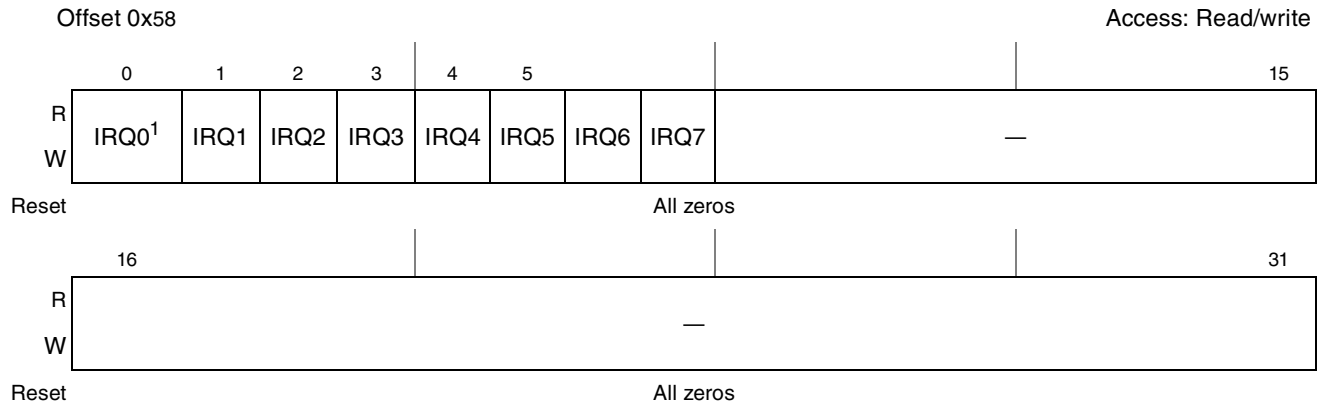 Offset 0x58 Access: Read/write
0 1 2 3 4 5 15
R
W
IRQ0¹ IRQ1 IRQ2 IRQ3 IRQ4 IRQ5 IRQ6 IRQ7 —
Reset All zeros
16 31
R
W
—
Reset All zeros